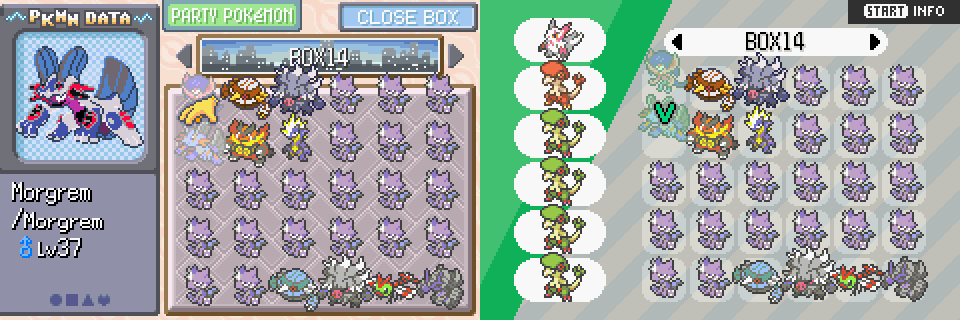 PKMN DATA
PARTY POKéMON
CLOSE BOX
BOX14
Morgrem
/Morgrem
♂ Lv37
START INFO
BOX14